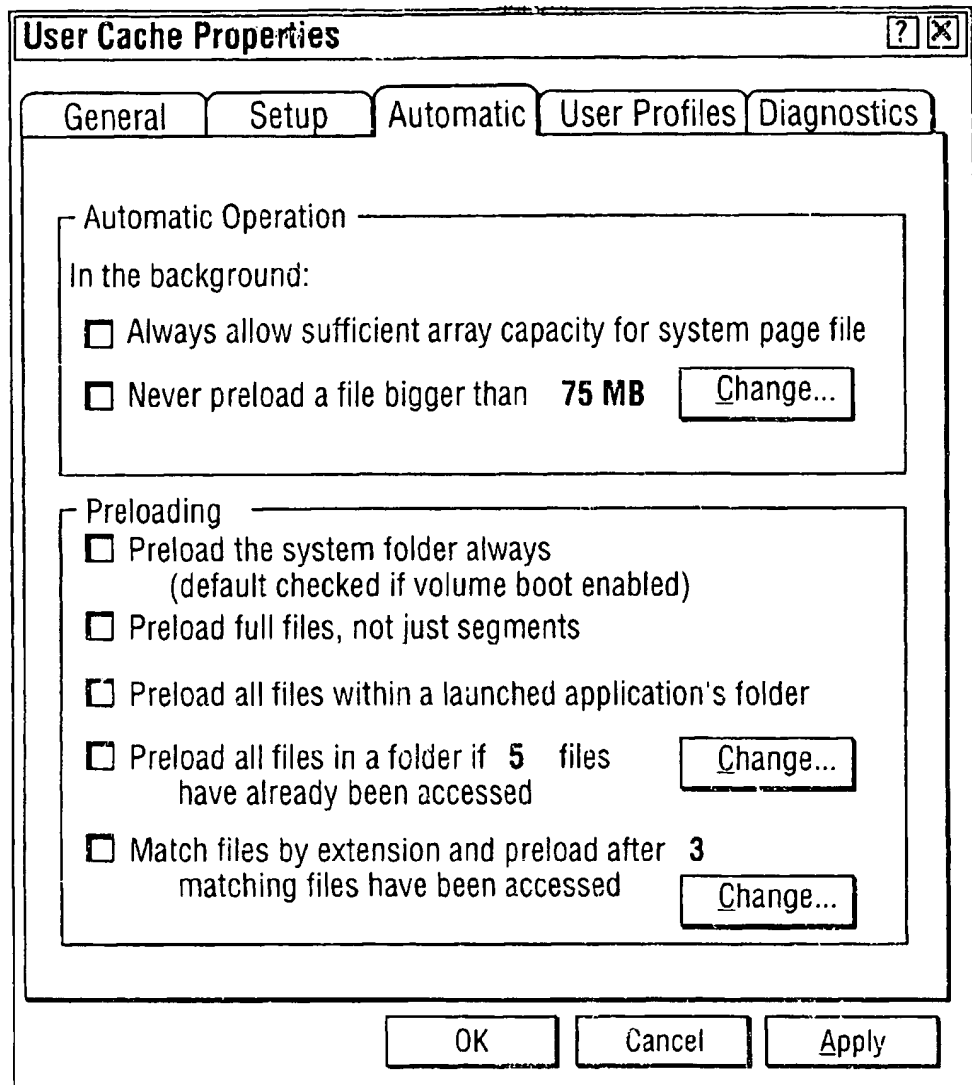 User Cache Properties ? X
General Setup Automatic User Profiles Diagnostics
Automatic Operation
In the background:
Always allow sufficient array capacity for system page file
Never preload a file bigger than 75 MB Change...
Preloading
Preload the system folder always
(default checked if volume boot enabled)
Preload full files, not just segments
Preload all files within a launched application's folder
Preload all files in a folder if 5 files Change...
have already been accessed
Match files by extension and preload after 3
matching files have been accessed Change...
OK Cancel Apply